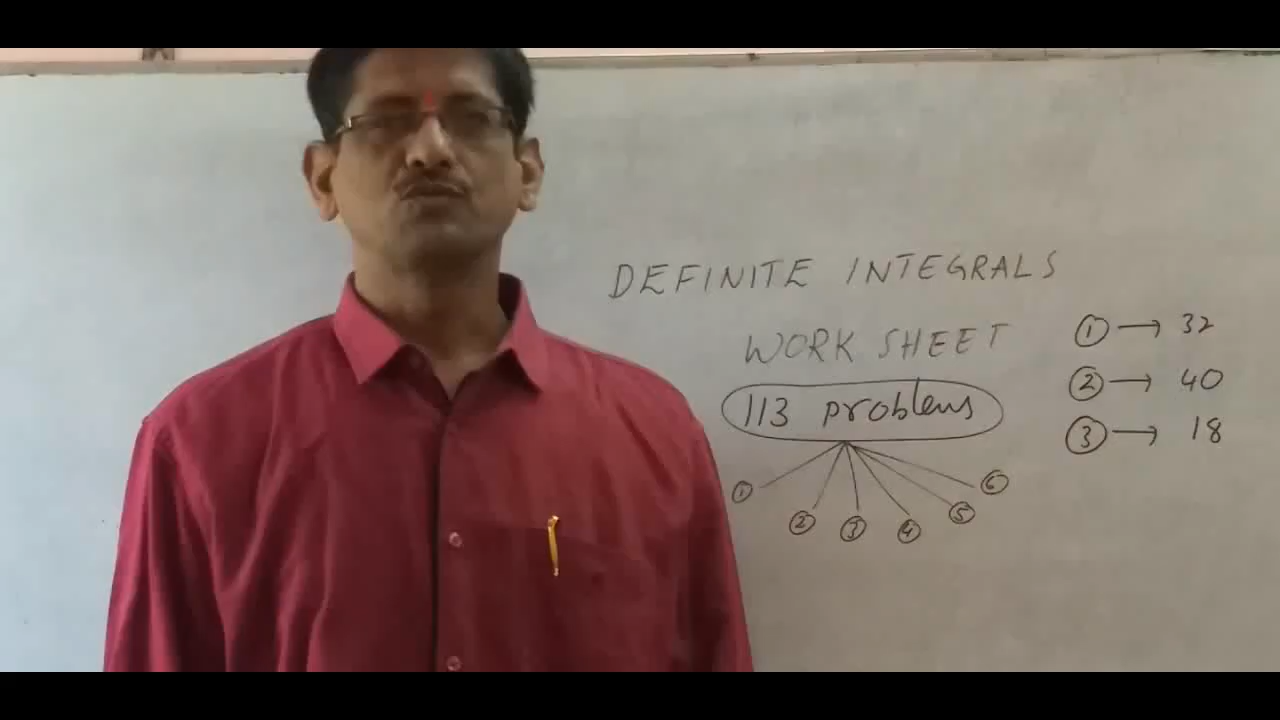 DEFINITE INTEGRALS
WORK SHEET
113 problems
① ② ③ ④ ⑤ ⑥
① → 32
② → 40
③ → 18